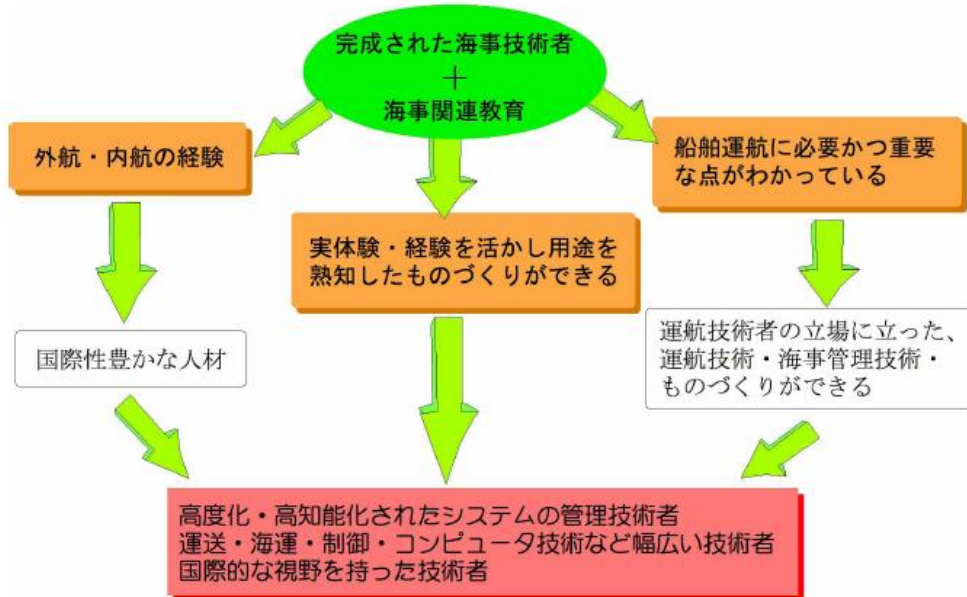 完成された海事技術者
＋
海事関連教育
外航・内航の経験
船舶運航に必要かつ重要
な点がわかっている
実体験・経験を活かし用途を
熟知したものづくりができる
国際性豊かな人材
運航技術者の立場に立った、
運航技術・海事管理技術・
ものづくりができる
高度化・高知能化されたシステムの管理技術者
運送・海運・制御・コンピュータ技術など幅広い技術者
国際的な視野を持った技術者